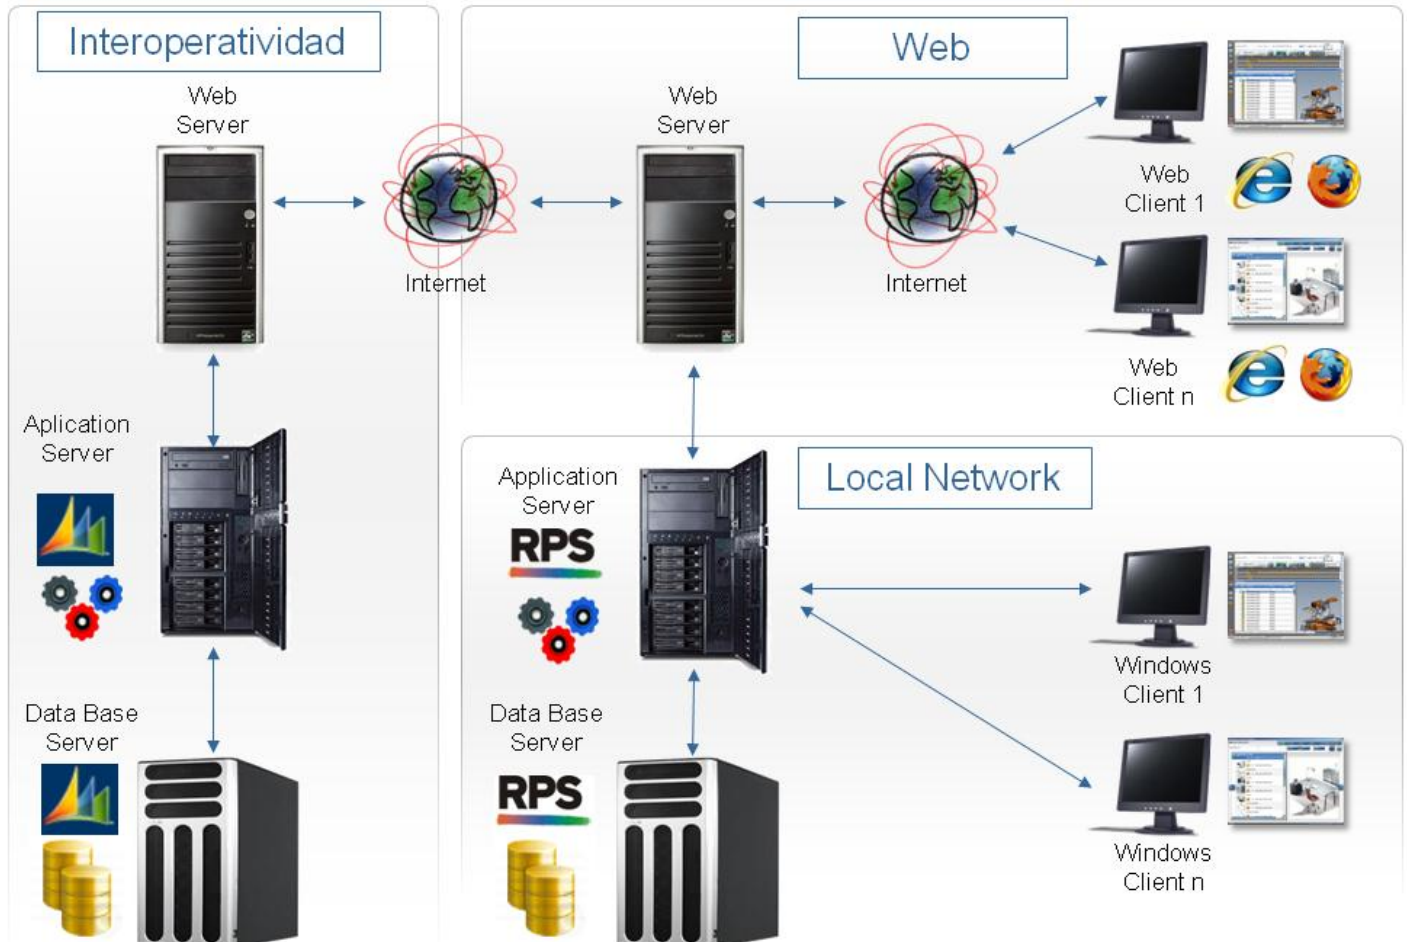 Interoperatividad
Web
Server
Internet
Aplication
Server
Data Base
Server
Web
Web
Server
Internet
Web
Client 1
Web
Client n
Local Network
Application
Server
RPS
Windows
Client 1
Data Base
Server
RPS
Windows
Client n